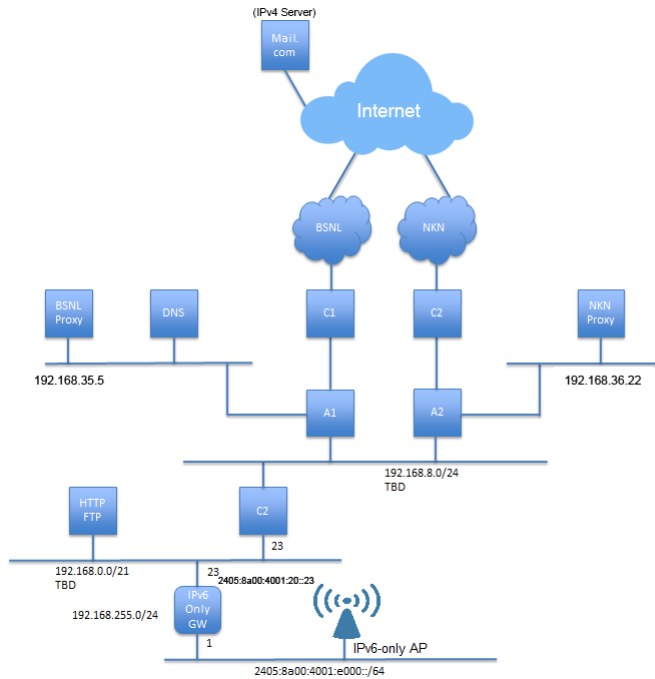 (IPv4 Server)
Mail.
com
Internet
BSNL
NKN
BSNL
Proxy
DNS
C1
C2
NKN
Proxy
192.168.35.5
192.168.36.22
A1
A2
192.168.8.0/24
TBD
HTTP
FTP
C2
23
192.168.0.0/21
TBD
23
2405:8a00:4001:20::23
192.168.255.0/24
IPv6
Only
GW
1
IPv6-only AP
2405:8a00:4001:e000::/64